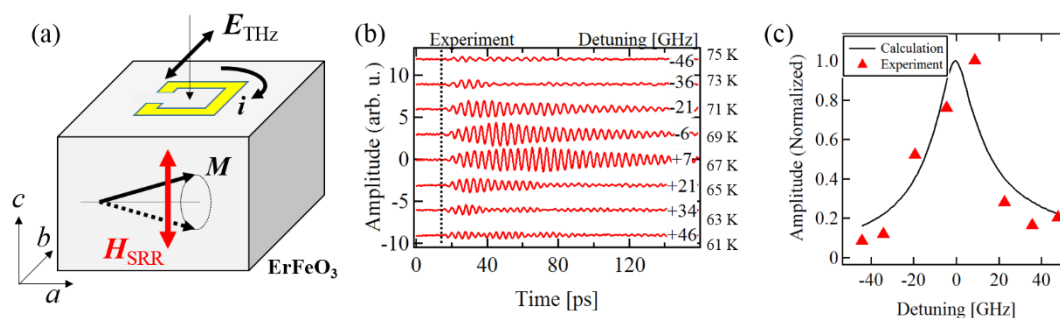 (a)
E THz
i
M
H SRR
ErFeO3
c
b
a
(b)
Experiment Detuning [GHz]
Amplitude (arb. u.)
10
5
0
-5
-10
-46 75 K
-36 73 K
-21 71 K
-6 69 K
+7 67 K
+21 65 K
+34 63 K
+46 61 K
0 40 80 120
Time [ps]
(c)
Calculation
Experiment
Amplitude (Normalized)
1.0
0.8
0.6
0.4
0.2
0
-40 -20 0 20 40
Detuning [GHz]